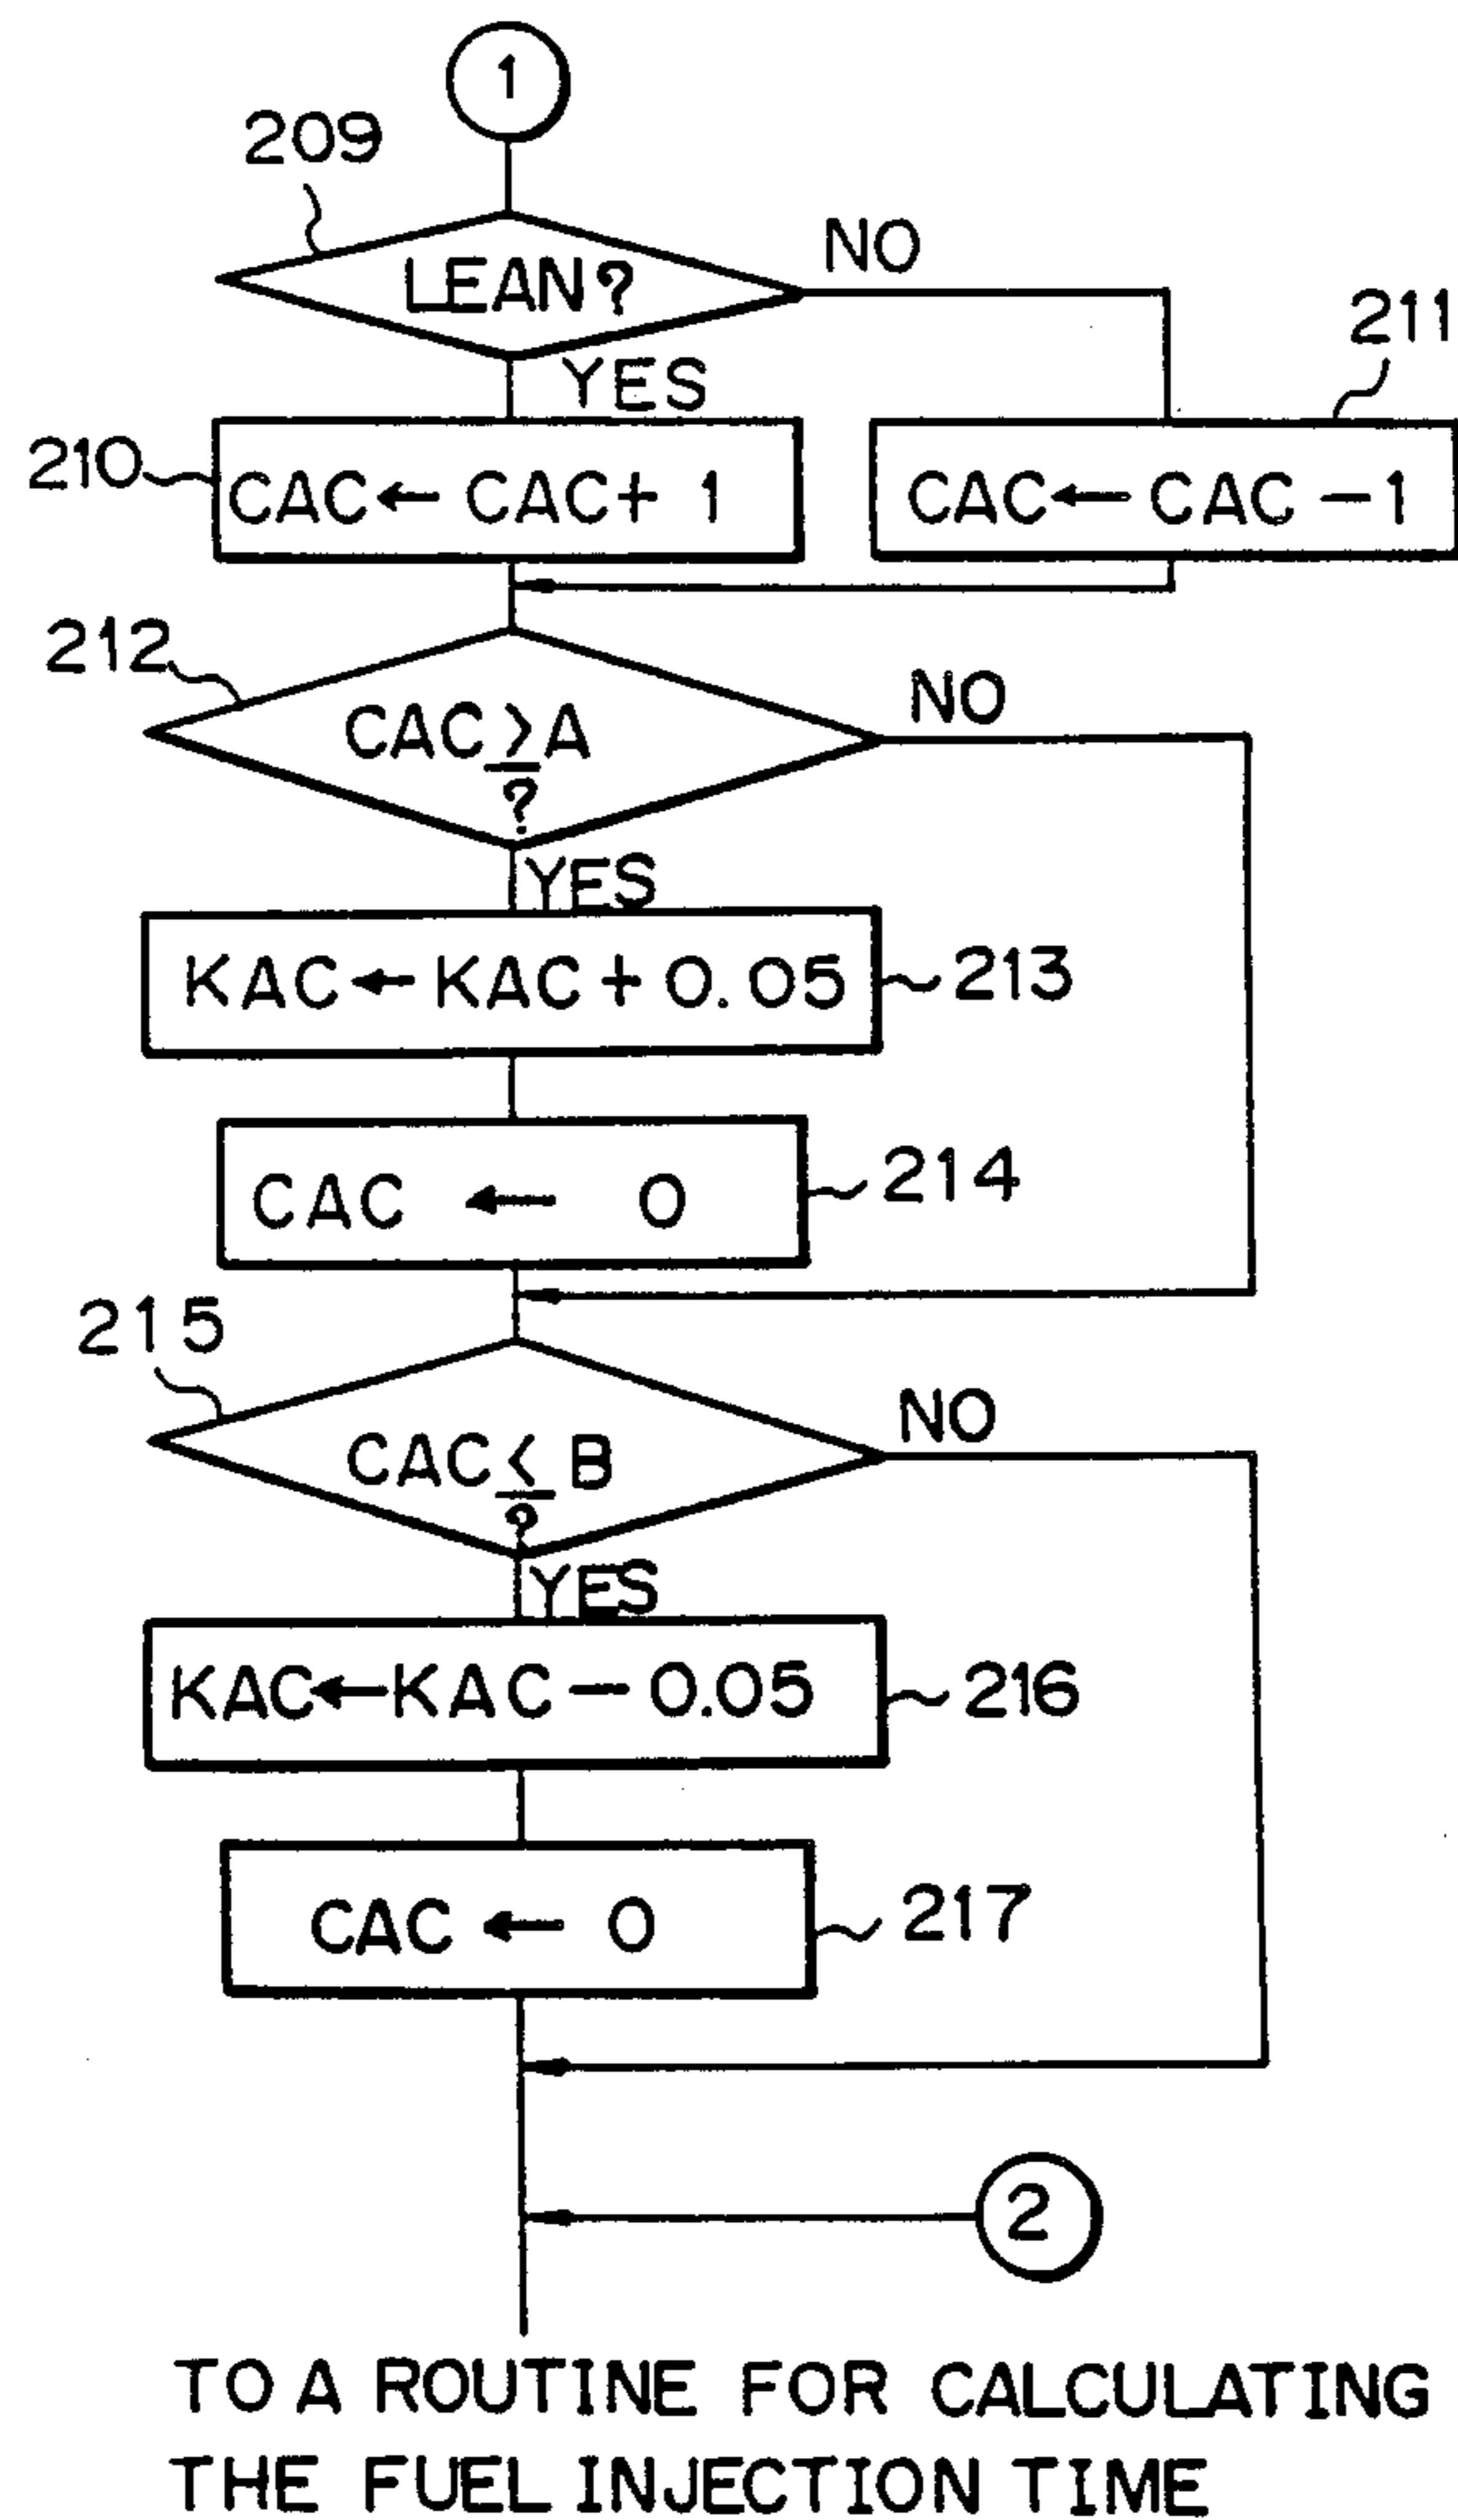 1
209
LEAN?
NO
YES
211
210
CAC ← CAC + 1
CAC ← CAC - 1
212
CAC ≥ A
?
NO
YES
KAC ← KAC + 0.05
213
CAC ← 0
214
215
CAC ≤ B
?
NO
YES
KAC ← KAC - 0.05
216
CAC ← 0
217
2
TO A ROUTINE FOR CALCULATING
THE FUEL INJECTION TIME